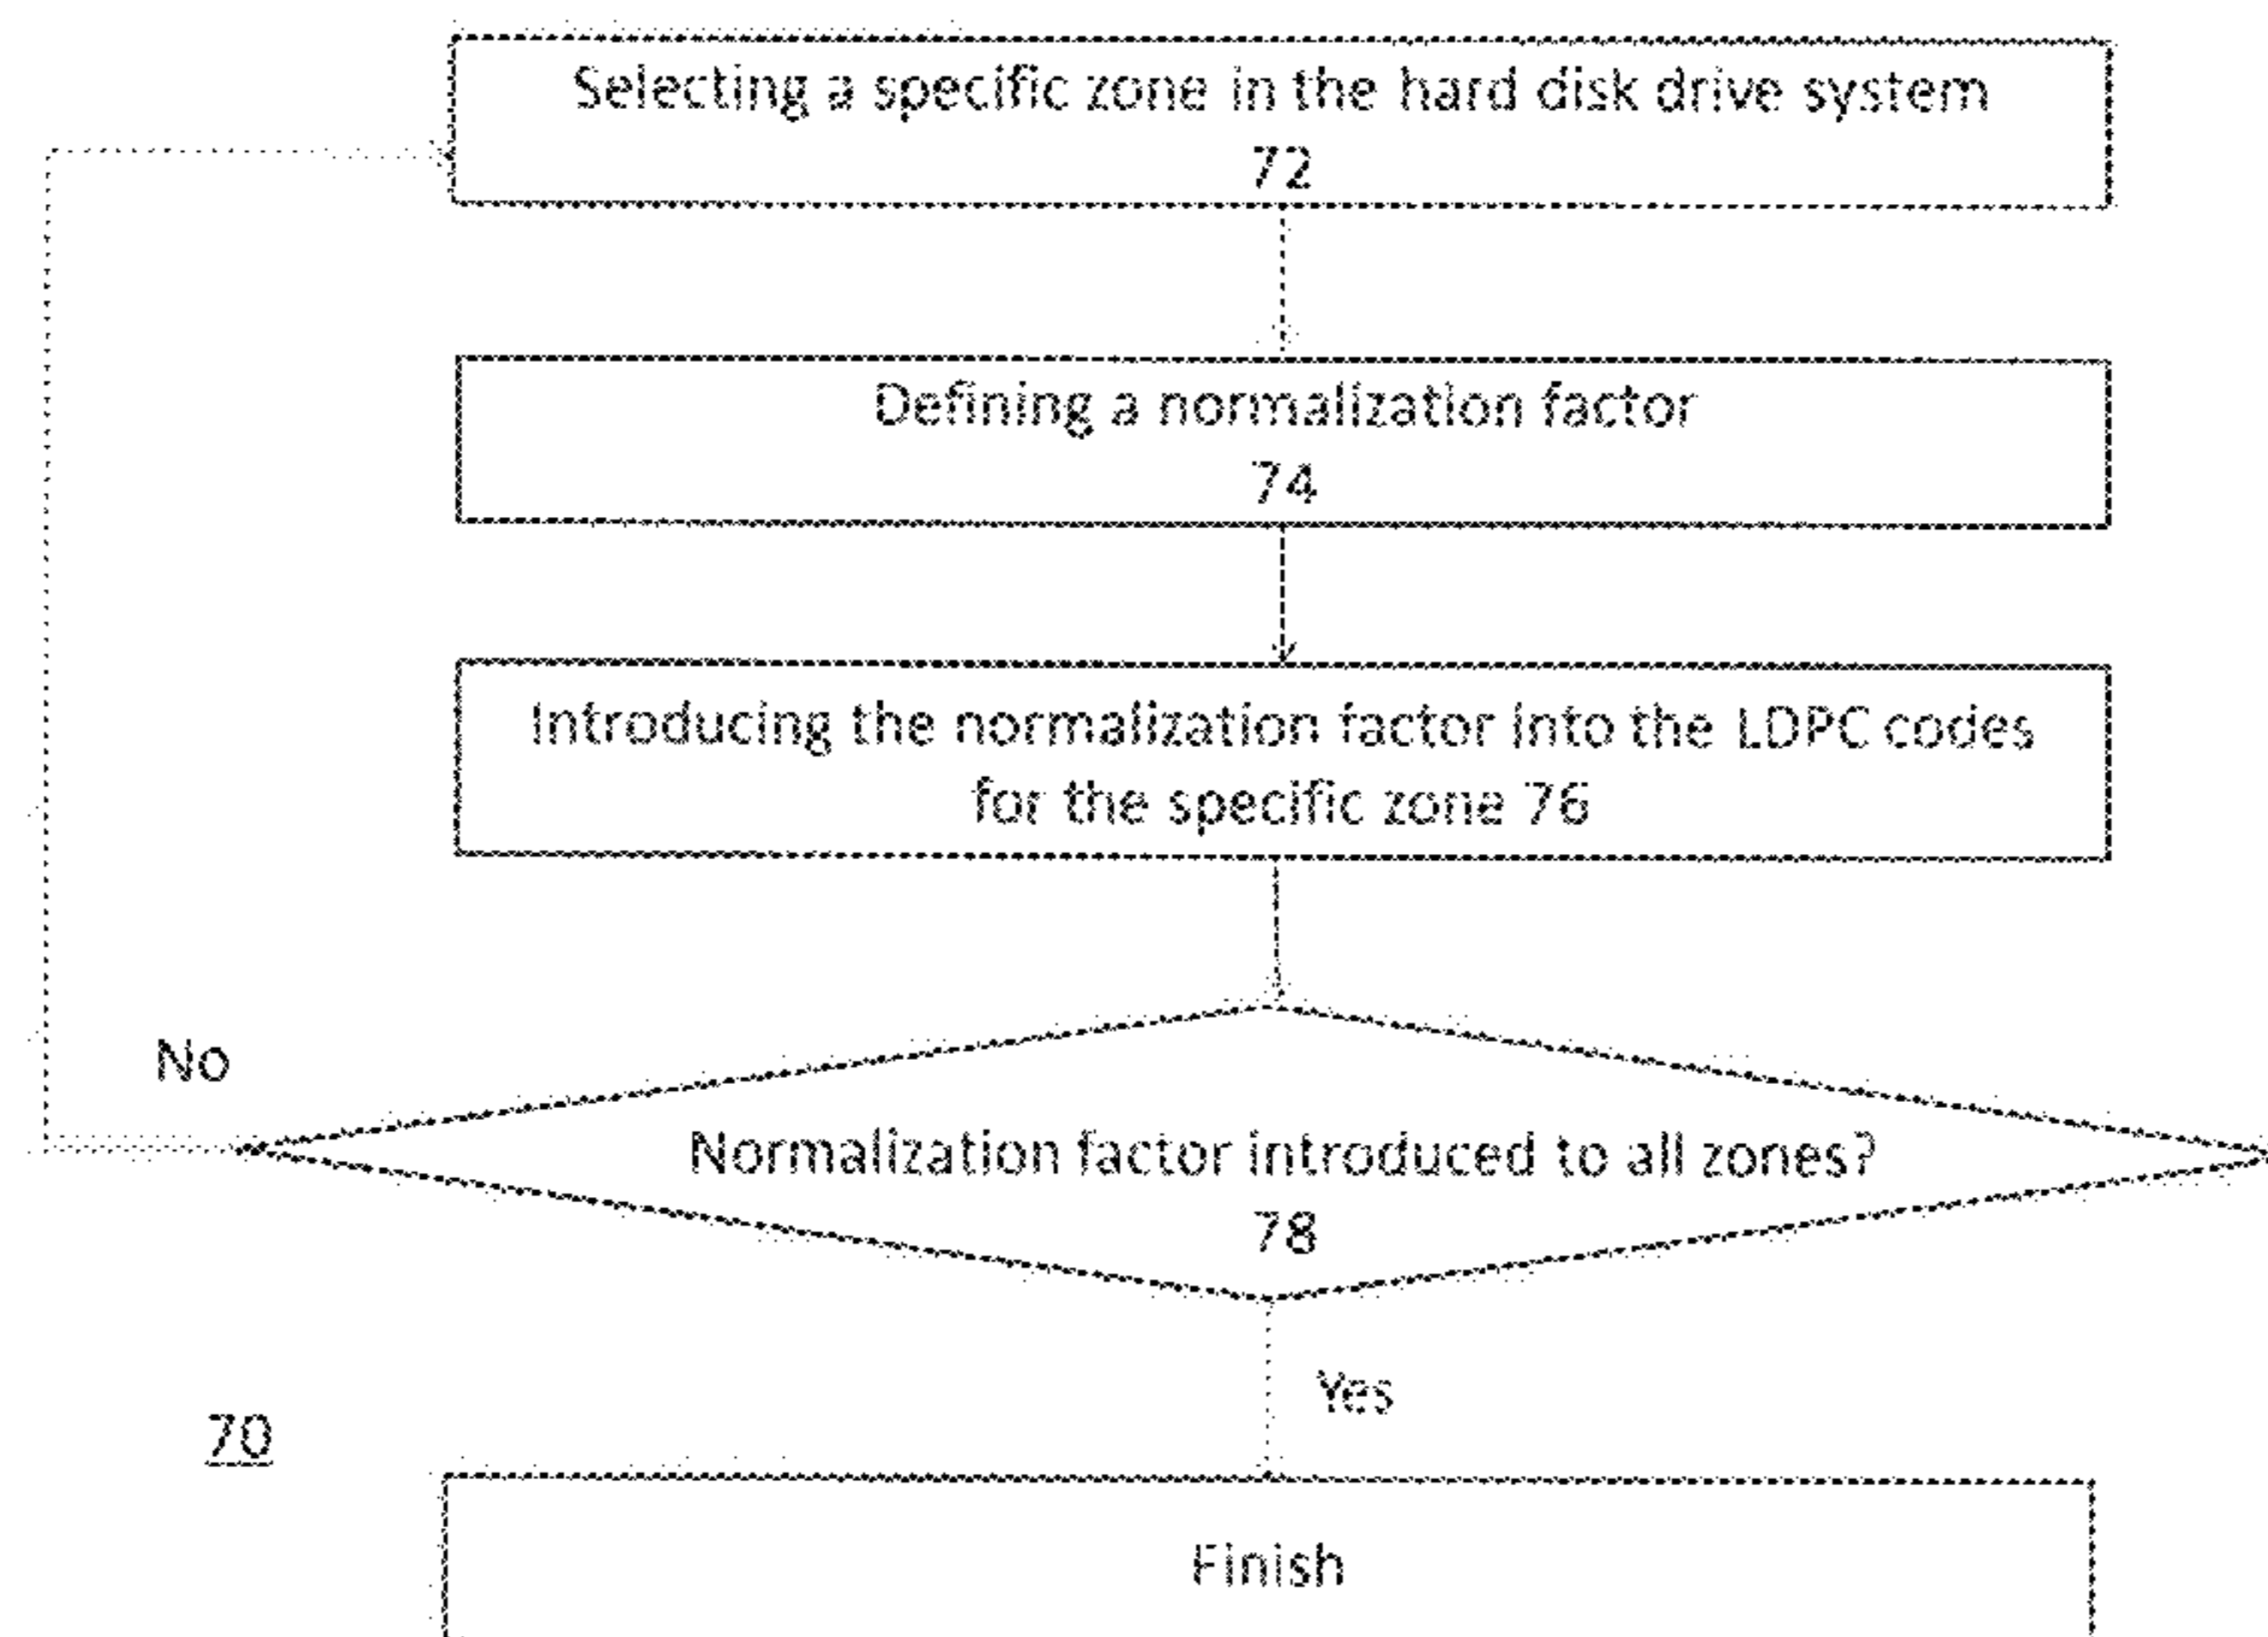 Selecting a specific zone in the hard disk drive system
72
Defining a normalization factor
74
Introducing the normalization factor into the LDPC codes
for the specific zone 76
No
Normalization factor introduced to all zones?
78
Yes
70
Finish